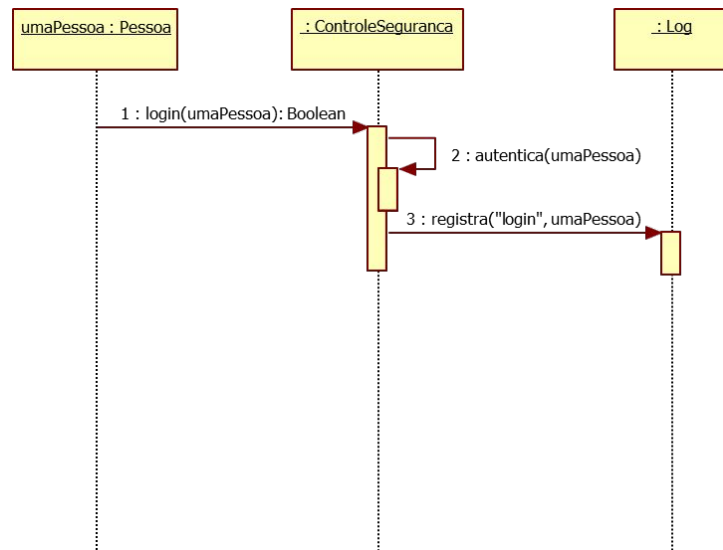 umaPessoa : Pessoa
: ControleSeguranca
: Log
1 : login(umaPessoa): Boolean
2 : autentica(umaPessoa)
3 : registra("login", umaPessoa)